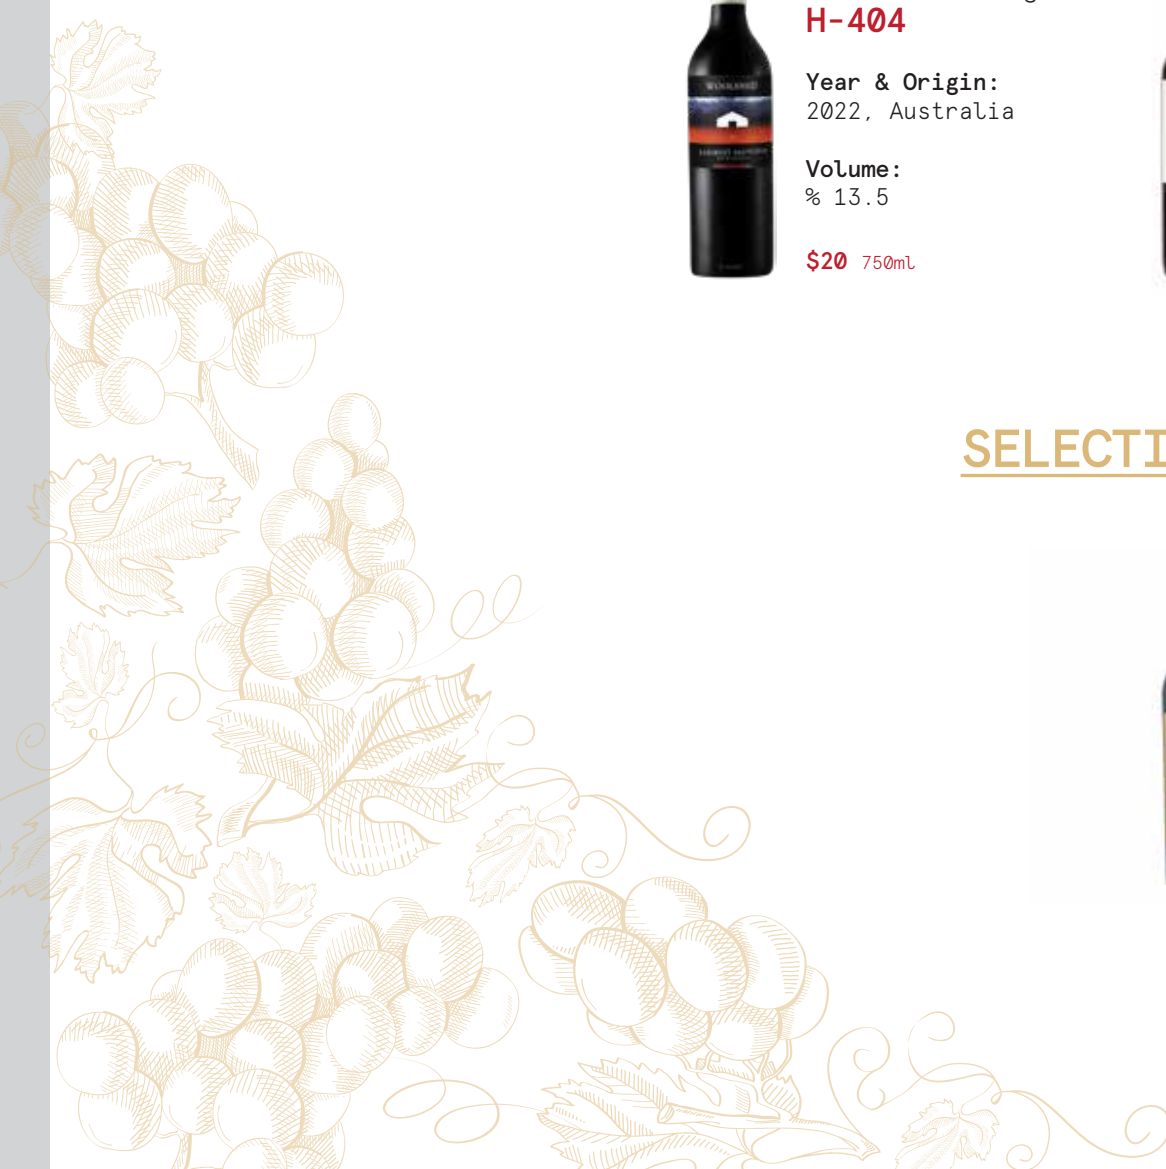 H-404
Year & Origin:
2022, Australia
Volume:
% 13.5
$20 750ml
SELECTI